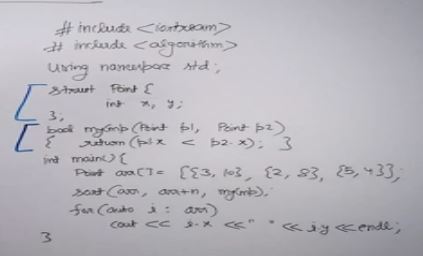 # include <iostream>
# include <algorithm>
Using namespace std;
struct Point {
int x, y;
};
bool myCmp(Point p1, Point p2)
{ return (p1.x < p2.x); }
int main() {
Point arr[] = {{3, 10}, {2, 8}, {5, 4}};
sort(arr, arr+n, myCmp);
for(auto i : arr)
cout << i.x << " " << i.y << endl;
}